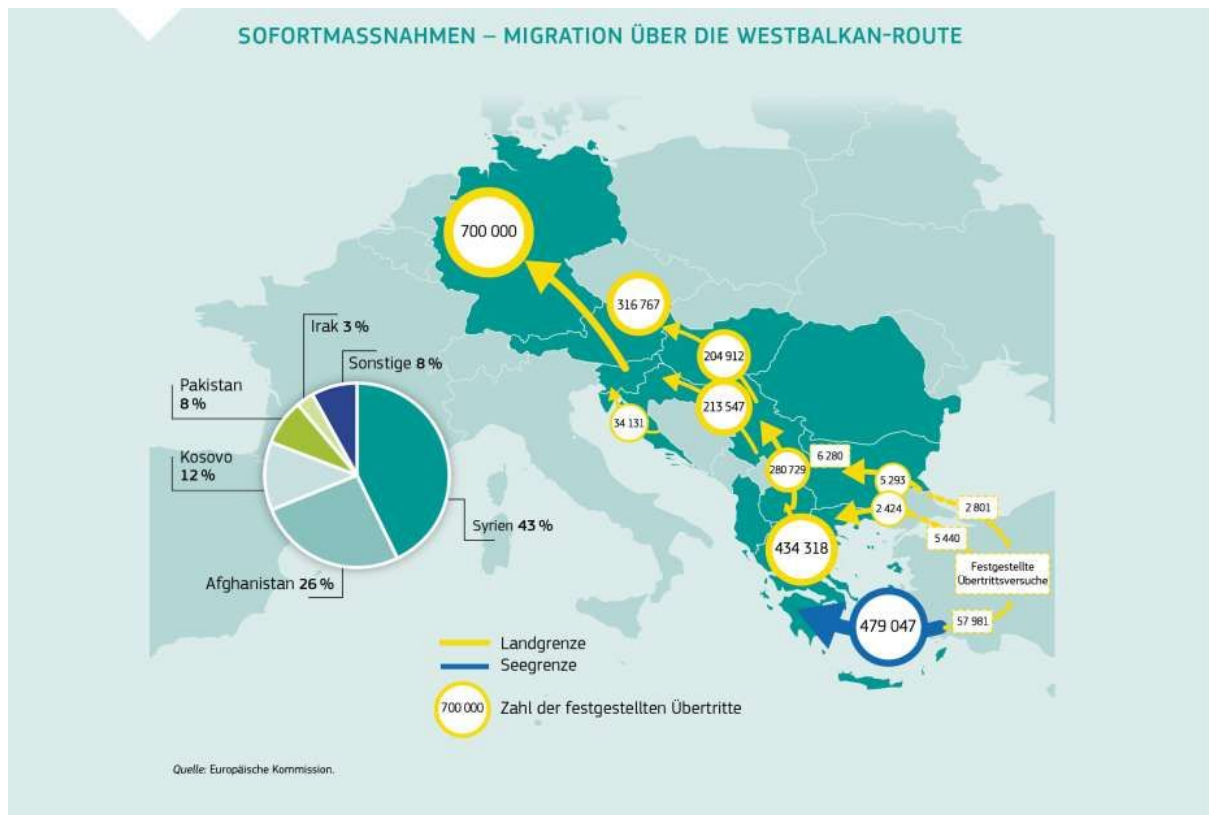 SOFORTMASSNAHMEN – MIGRATION ÜBER DIE WESTBALKAN-ROUTE
700 000
316 767
204 912
213 547
34 131
280 729
6 280
5 293
2 424
2 801
5 440
434 318
Festgestellte
Übertrittsversuche
57 981
479 047
Irak 3 %
Sonstige 8 %
Pakistan
8 %
Kosovo
12 %
Syrien 43 %
Afghanistan 26 %
Landgrenze
Seegrenze
700 000
Zahl der festgestellten Übertritte
Quelle: Europäische Kommission.